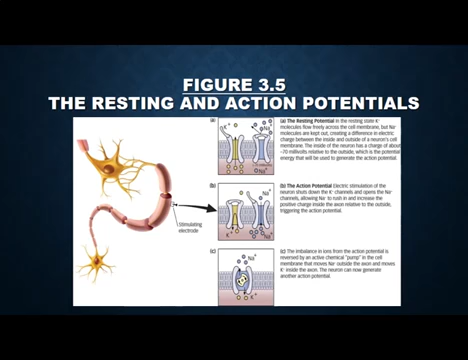 FIGURE 3.5
THE RESTING AND ACTION POTENTIALS
(a)
K+
Na+
Na+
(a) The Resting Potential In the resting state K+
molecules flow freely across the cell membrane, but Na+
molecules are kept out, creating a difference in electric
charge between the inside and outside of a neuron's cell
membrane. The inside of the neuron has a charge of about
–70 millivolts relative to the outside, which is the potential
energy that will be used to generate the action potential.
(b)
Na+
K+
Na+
(b) The Action Potential Electric stimulation of the
neuron shuts down the K+ channels and opens the Na+
channels, allowing Na+ to rush in and increase the
positive charge inside the axon relative to the outside,
triggering the action potential.
Stimulating
electrode
(c)
Na+
K+
(c) The imbalance in ions from the action potential is
reversed by an active chemical "pump" in the cell
membrane that moves Na+ outside the axon and moves
K+ inside the axon. The neuron can now generate
another action potential.